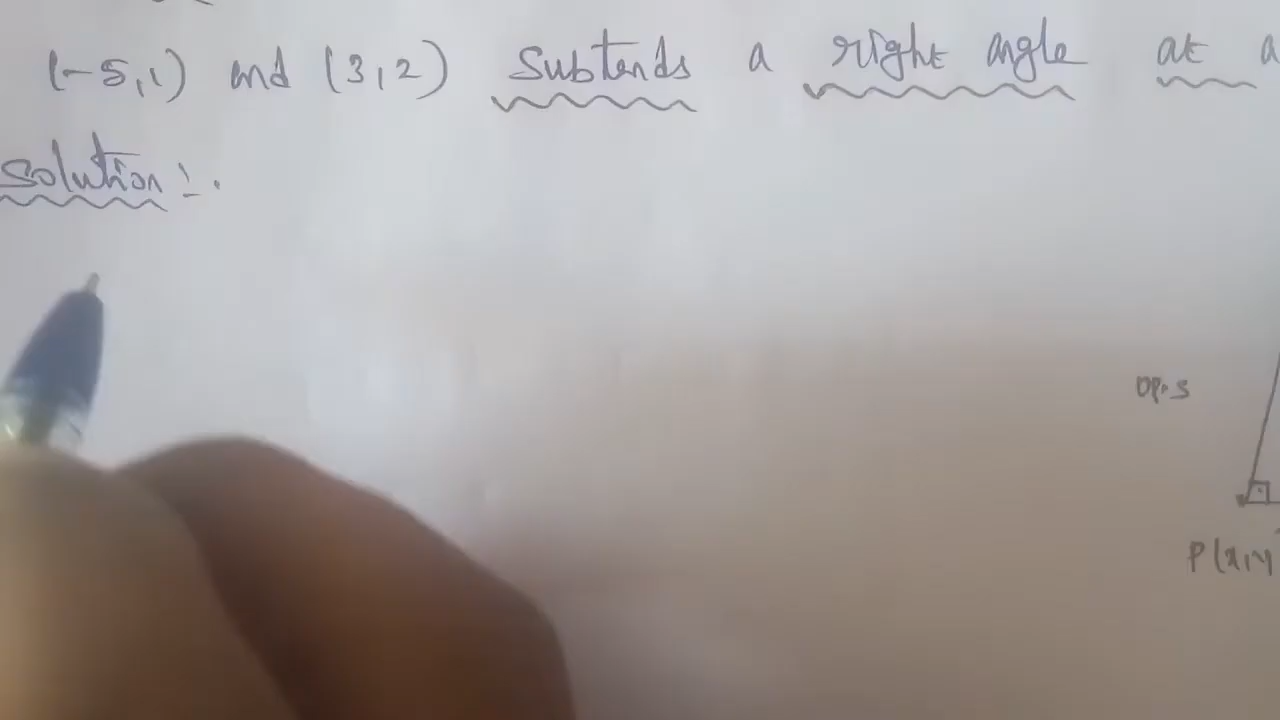 (-5,1) and (3,2) subtends a right angle at a
Solution :-
P(x,y